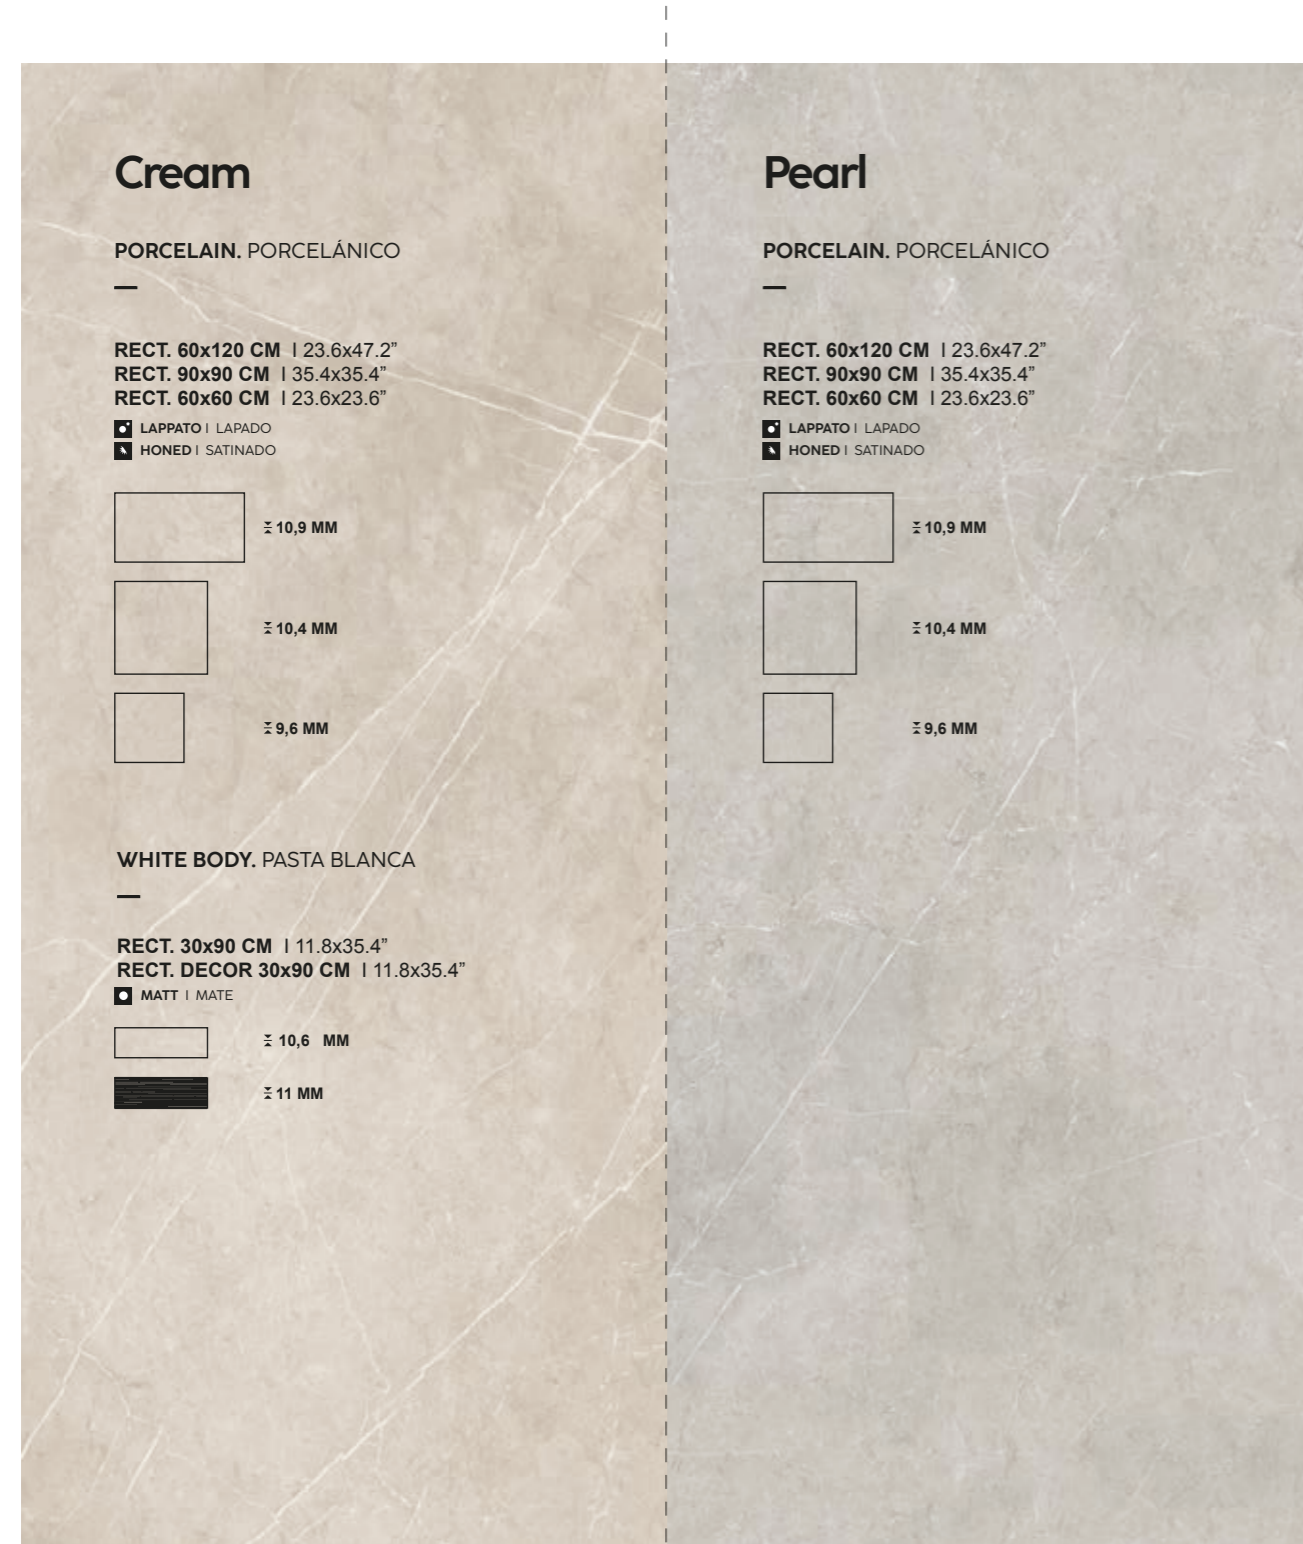 Cream
PORCELAIN. PORCELÁNICO
RECT. 60x120 CM I 23.6x47.2”
RECT. 90x90 CM I 35.4x35.4”
RECT. 60x60 CM I 23.6x23.6”
LAPPATO I LAPADO
HONED I SATINADO
10,9 MM
10,4 MM
9,6 MM
WHITE BODY. PASTA BLANCA
RECT. 30x90 CM I 11.8x35.4”
RECT. DECOR 30x90 CM I 11.8x35.4”
MATT I MATE
10,6 MM
11 MM
Pearl
PORCELAIN. PORCELÁNICO
RECT. 60x120 CM I 23.6x47.2”
RECT. 90x90 CM I 35.4x35.4”
RECT. 60x60 CM I 23.6x23.6”
LAPPATO I LAPADO
HONED I SATINADO
10,9 MM
10,4 MM
9,6 MM